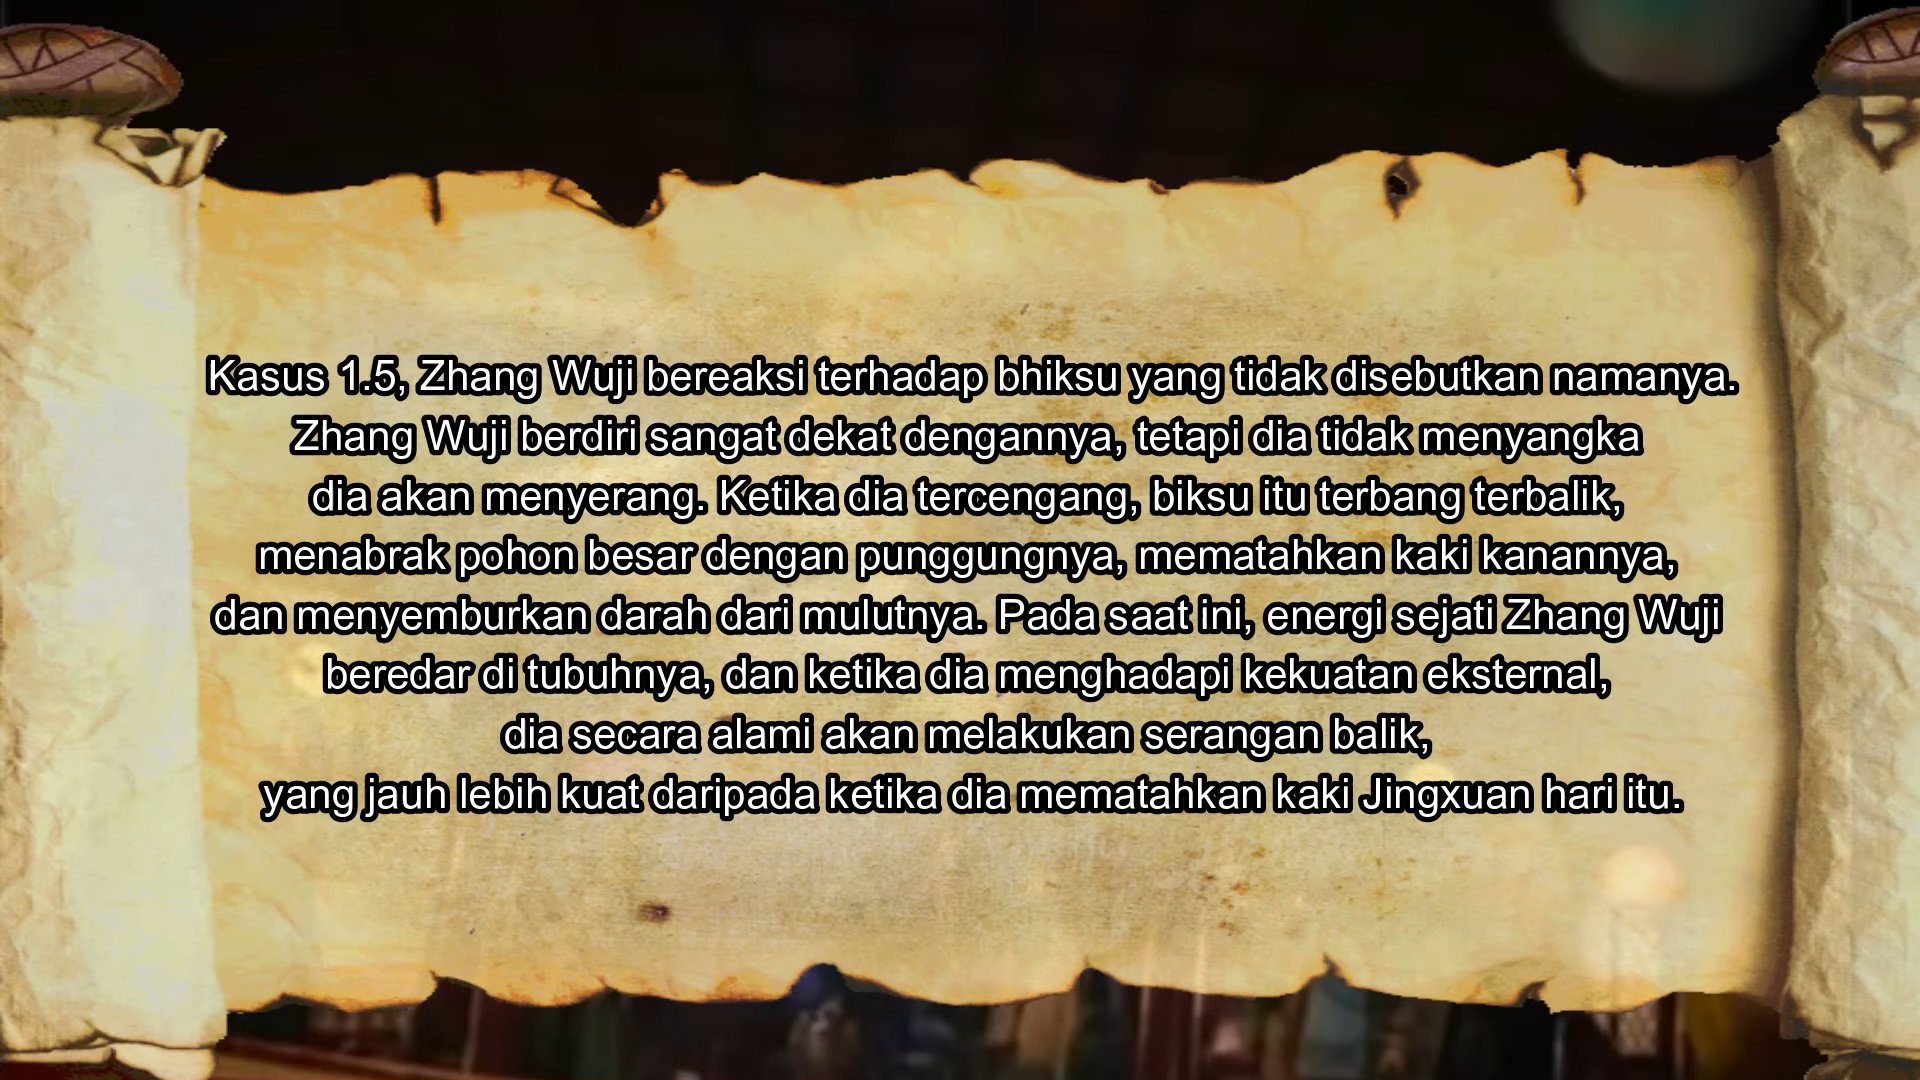 Kasus 1.5, Zhang Wuji bereaksi terhadap bhiksu yang tidak disebutkan namanya.
Zhang Wuji berdiri sangat dekat dengannya, tetapi dia tidak menyangka
dia akan menyerang. Ketika dia tercengang, biksu itu terbang terbalik,
menabrak pohon besar dengan punggungnya, mematahkan kaki kanannya,
dan menyemburkan darah dari mulutnya. Pada saat ini, energi sejati Zhang Wuji
beredar di tubuhnya, dan ketika dia menghadapi kekuatan eksternal,
dia secara alami akan melakukan serangan balik,
yang jauh lebih kuat daripada ketika dia mematahkan kaki Jingxuan hari itu.